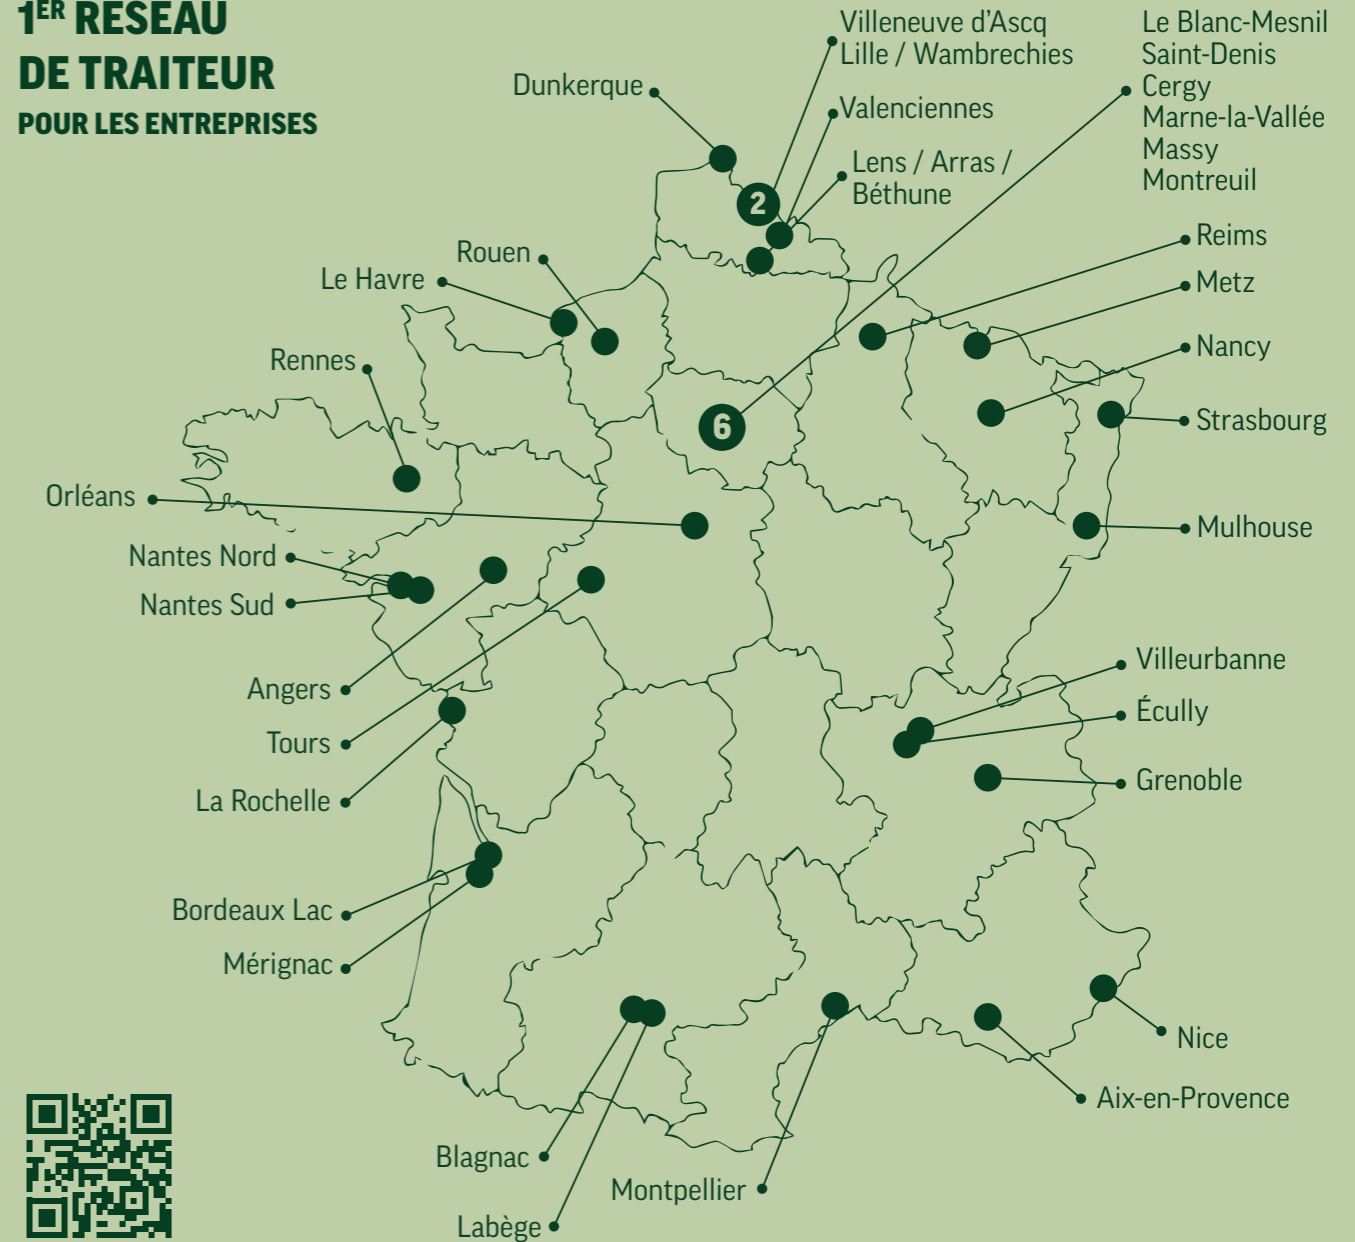 1ER RÉSEAU
DE TRAITEUR
POUR LES ENTREPRISES
Villeneuve d'Ascq
Lille / Wambrechies
Le Blanc-Mesnil
Saint-Denis
Cergy
Marne-la-Vallée
Massy
Montreuil
Dunkerque
Valenciennes
Lens / Arras /
Béthune
2
Rouen
Le Havre
Reims
Metz
Rennes
Nancy
6
Strasbourg
Orléans
Mulhouse
Nantes Nord
Nantes Sud
Angers
Tours
La Rochelle
Villeurbanne
Écully
Grenoble
Bordeaux Lac
Mérignac
Nice
Aix-en-Provence
Blagnac
Montpellier
Labège